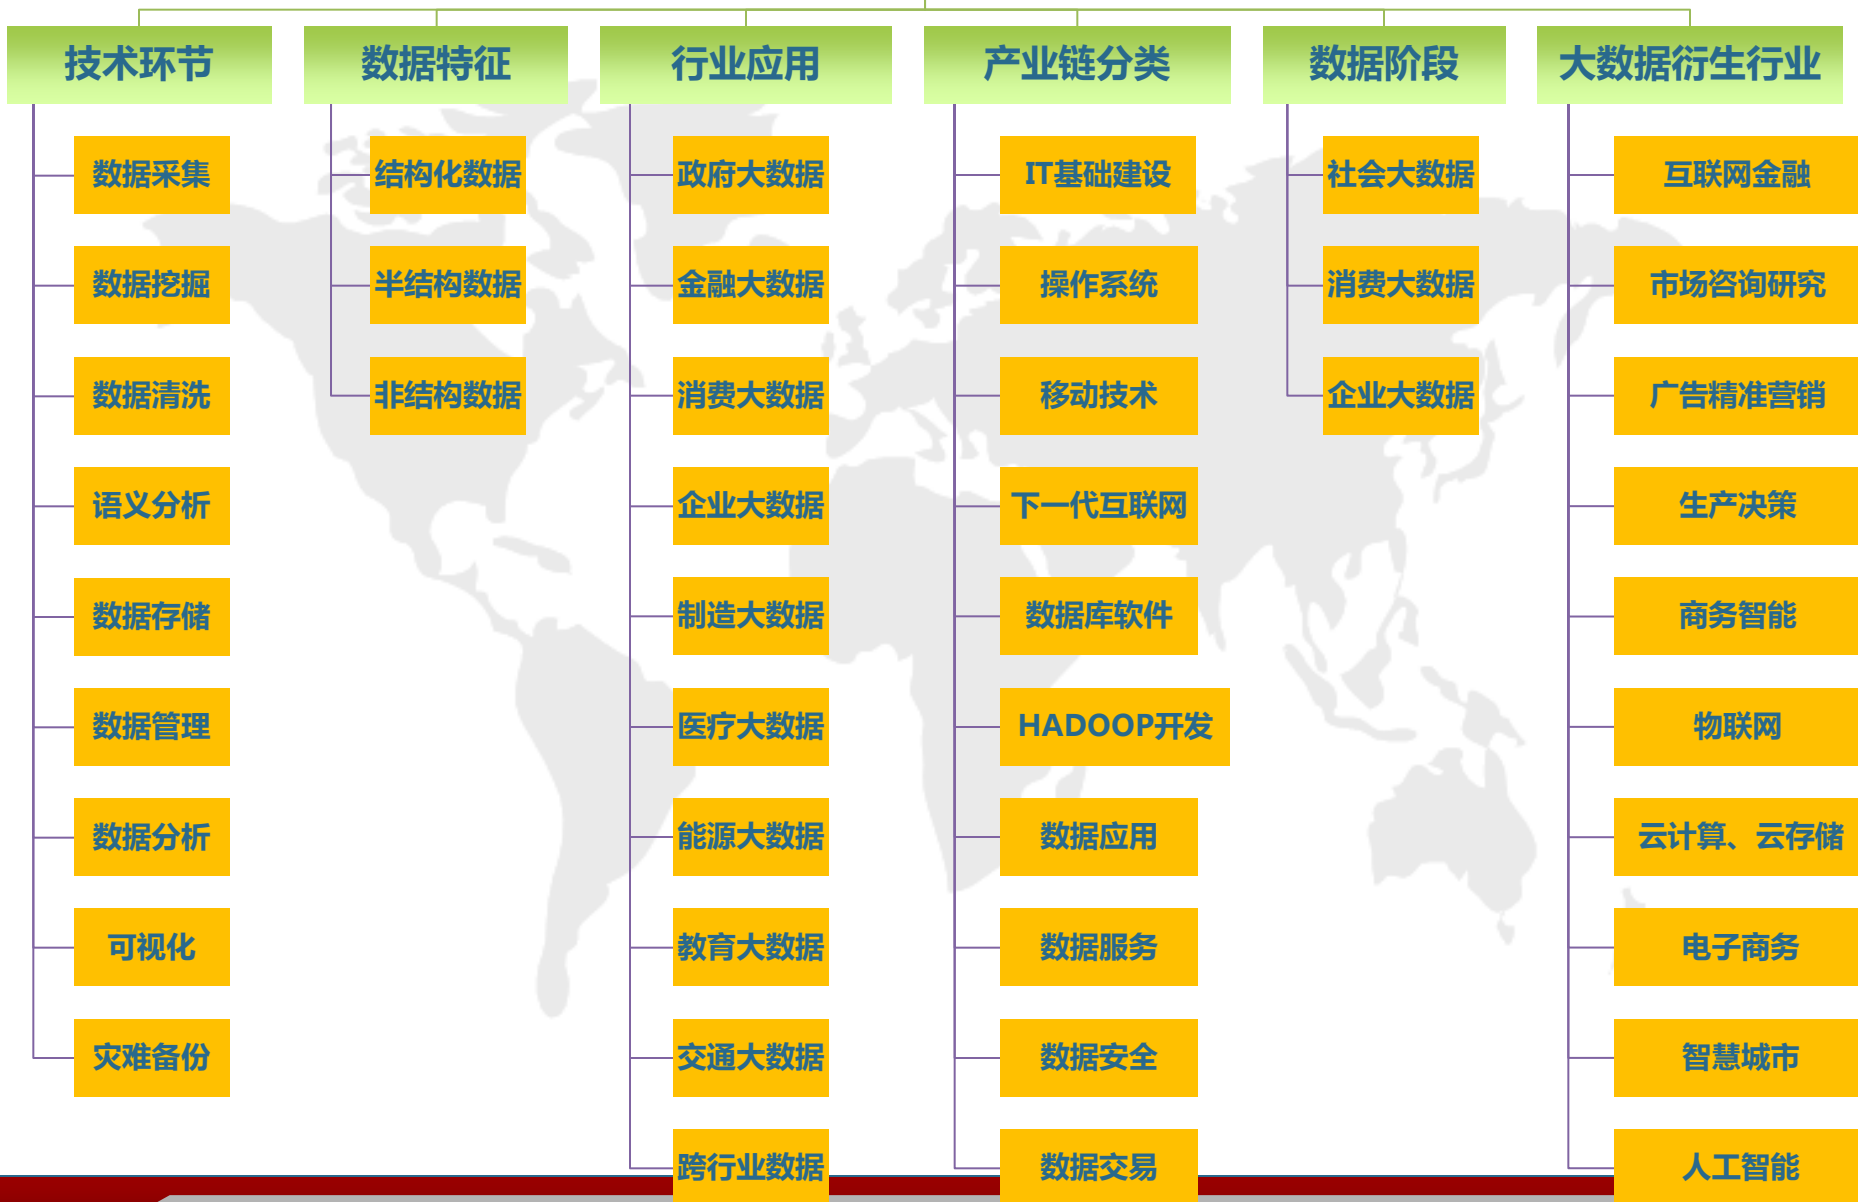 技术环节
数据采集
数据挖掘
数据清洗
语义分析
数据存储
数据管理
数据分析
可视化
灾难备份
数据特征
结构化数据
半结构数据
非结构数据
行业应用
政府大数据
金融大数据
消费大数据
企业大数据
制造大数据
医疗大数据
能源大数据
教育大数据
交通大数据
跨行业数据
产业链分类
IT基础建设
操作系统
移动技术
下一代互联网
数据库软件
HADOOP开发
数据应用
数据服务
数据安全
数据交易
数据阶段
社会大数据
消费大数据
企业大数据
大数据衍生行业
互联网金融
市场咨询研究
广告精准营销
生产决策
商务智能
物联网
云计算、云存储
电子商务
智慧城市
人工智能